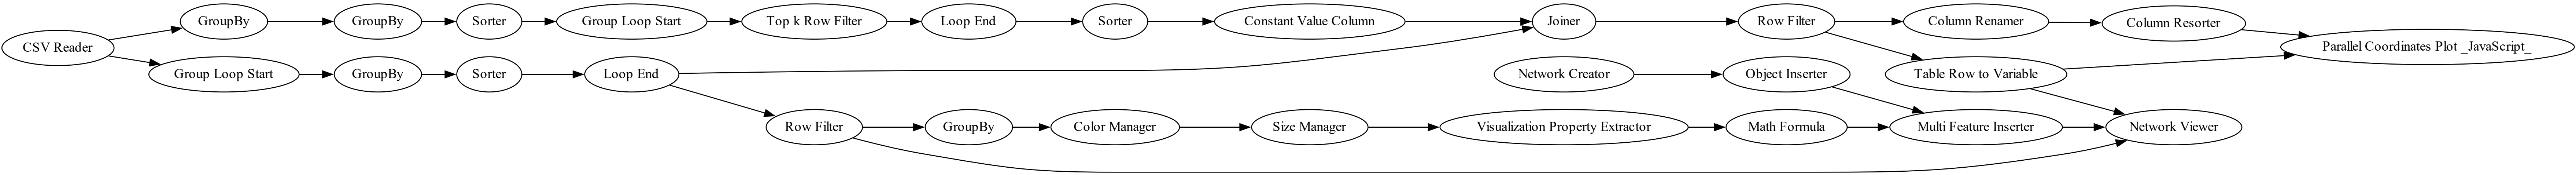 CSV Reader
GroupBy
GroupBy
Sorter
Group Loop Start
Top k Row Filter
Loop End
Sorter
Constant Value Column
Joiner
Row Filter
Column Renamer
Column Resorter
Parallel Coordinates Plot _JavaScript_
Group Loop Start
GroupBy
Sorter
Loop End
Network Creator
Object Inserter
Table Row to Variable
Row Filter
GroupBy
Color Manager
Size Manager
Visualization Property Extractor
Math Formula
Multi Feature Inserter
Network Viewer